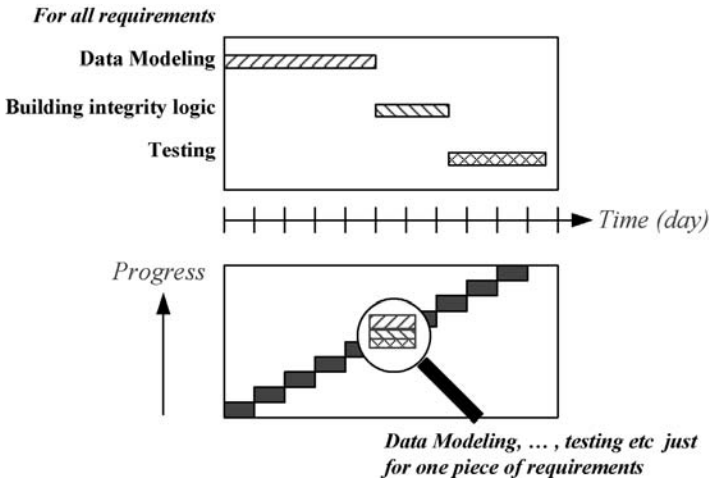 For all requirements
Data Modeling
Building integrity logic
Testing
Time (day)
Progress
Data Modeling, ... , testing etc just
for one piece of requirements